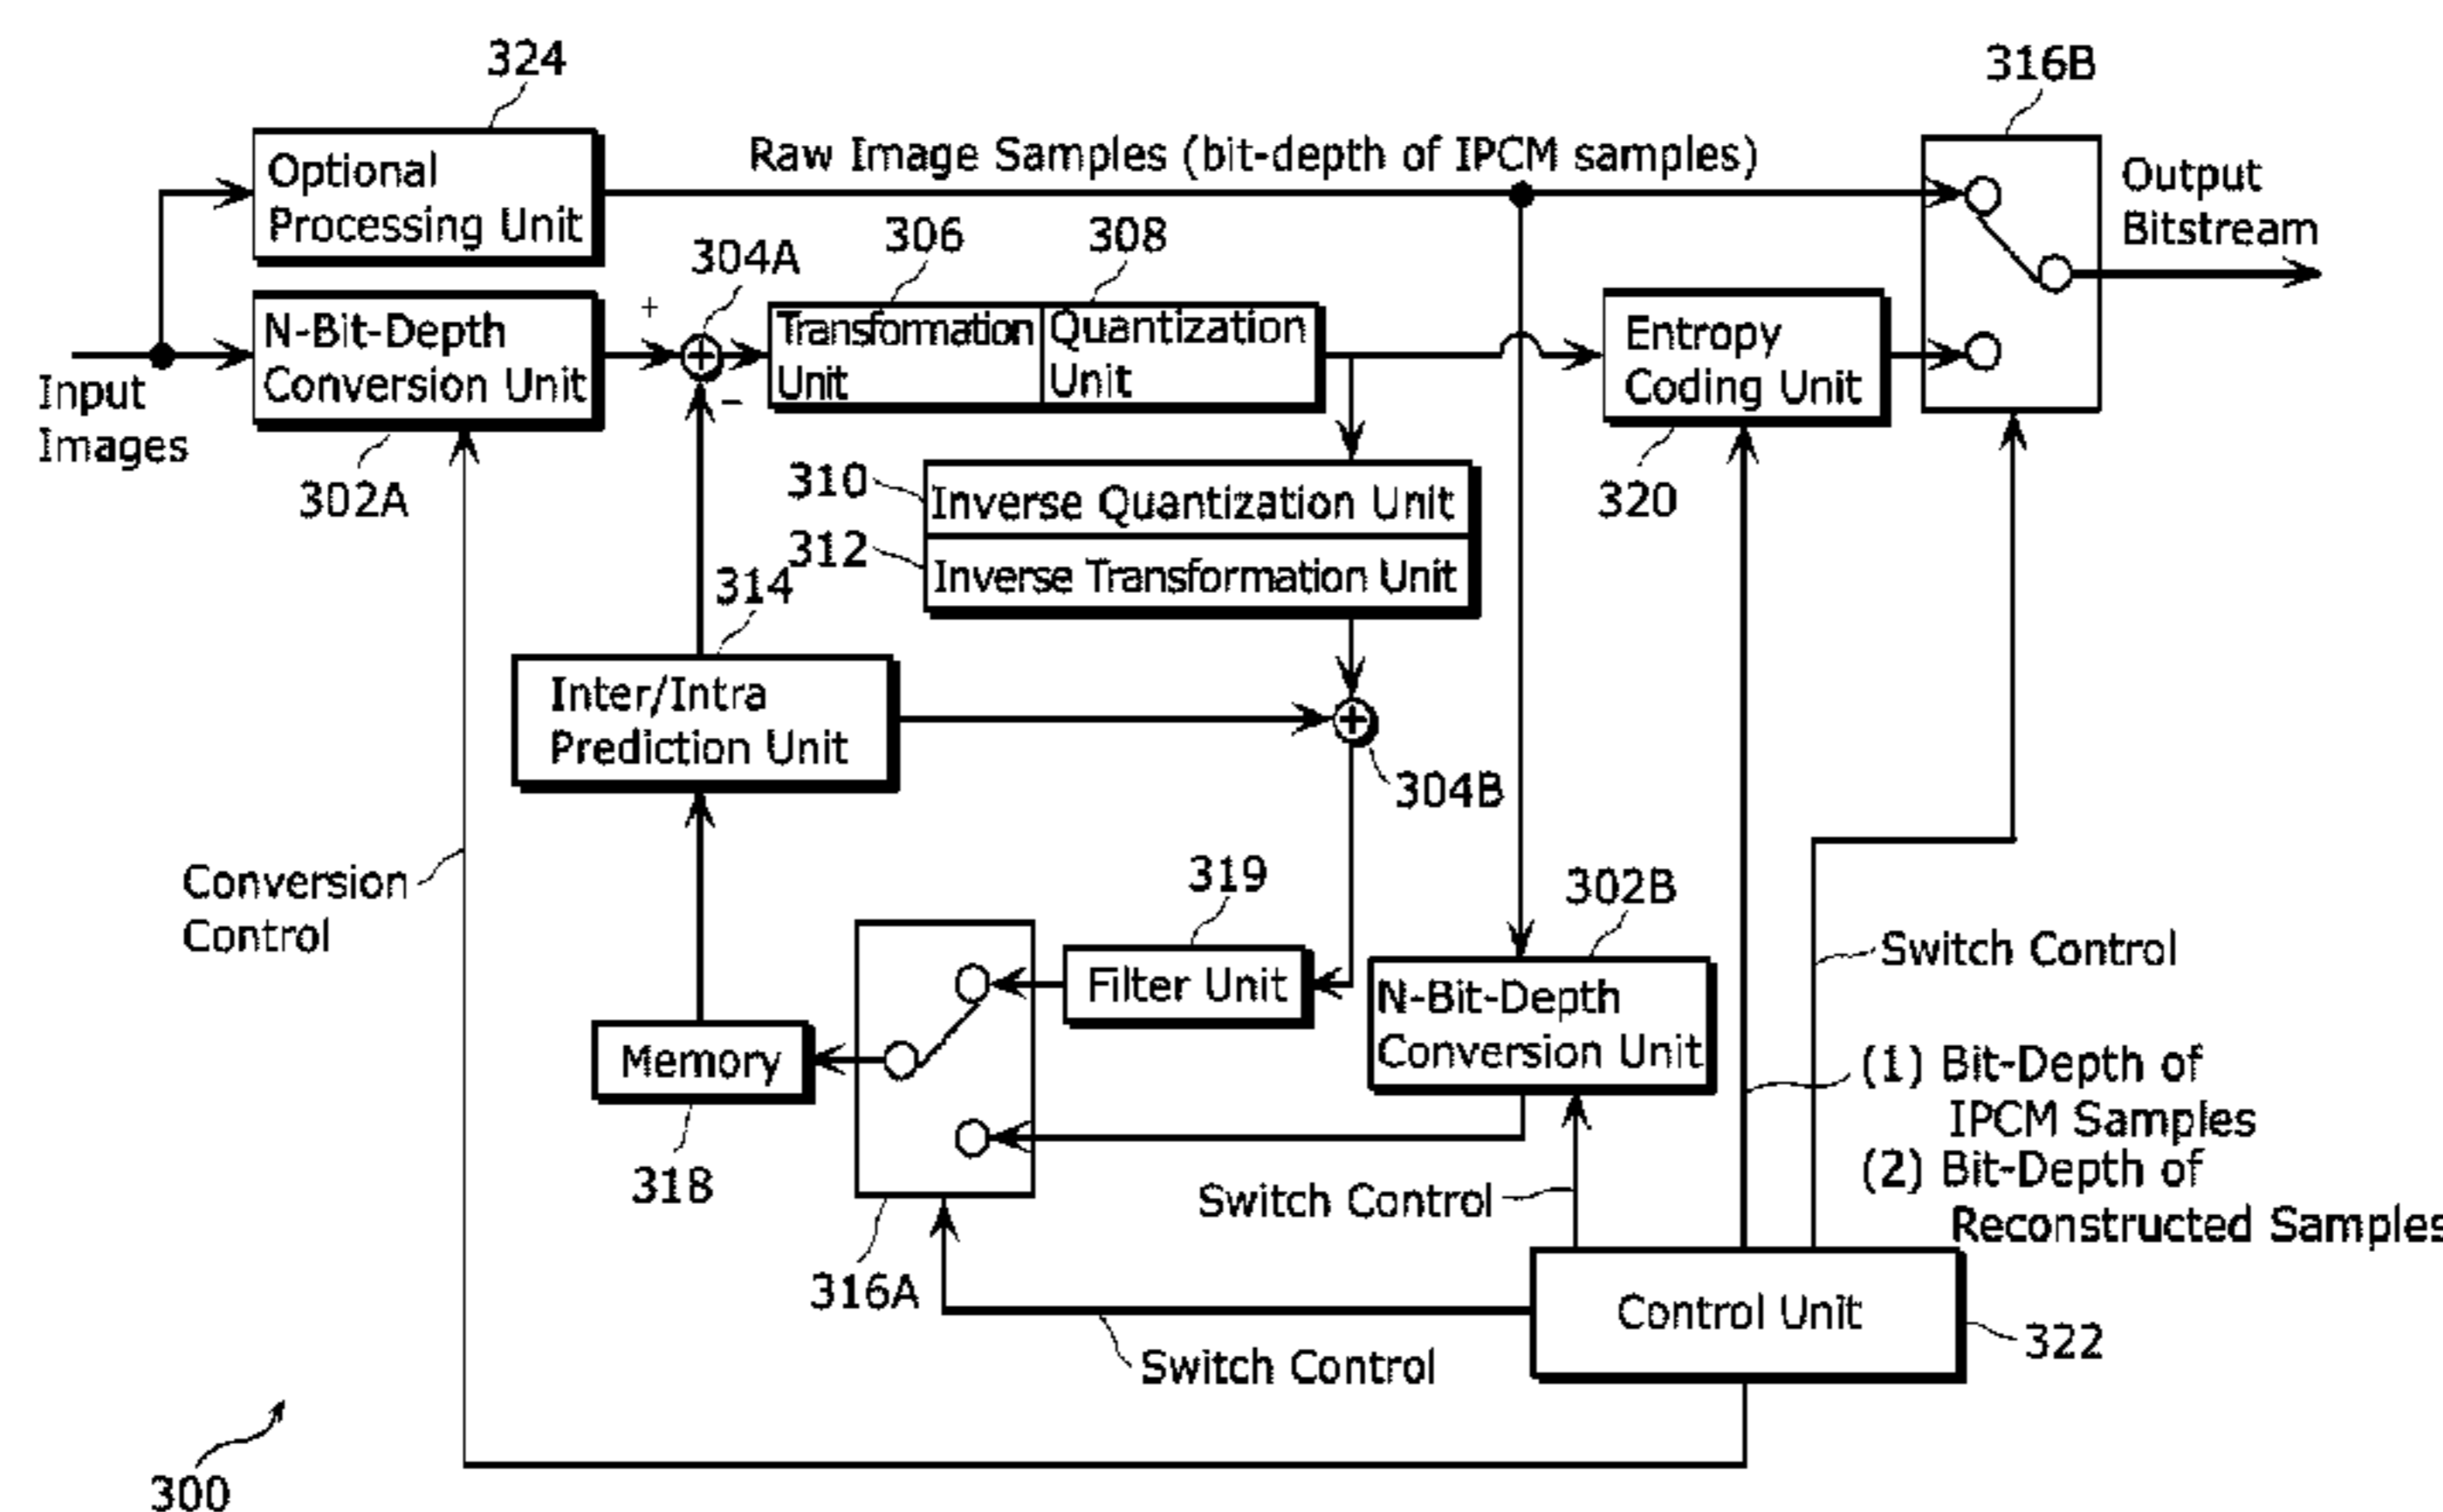 324
316B
Raw Image Samples (bit-depth of IPCM samples)
Optional
Processing Unit
Output
Bitstream
304A
306
308
+
−
N-Bit-Depth
Conversion Unit
Transformation
Unit
Quantization
Unit
Entropy
Coding Unit
Input
Images
302A
310
Inverse Quantization Unit
320
312
Inverse Transformation Unit
314
Inter/Intra
Prediction Unit
304B
Conversion
Control
319
302B
Switch Control
Filter Unit
N-Bit-Depth
Conversion Unit
Memory
(1) Bit-Depth of
IPCM Samples
(2) Bit-Depth of
Reconstructed Samples
318
Switch Control
316A
Control Unit
322
Switch Control
300